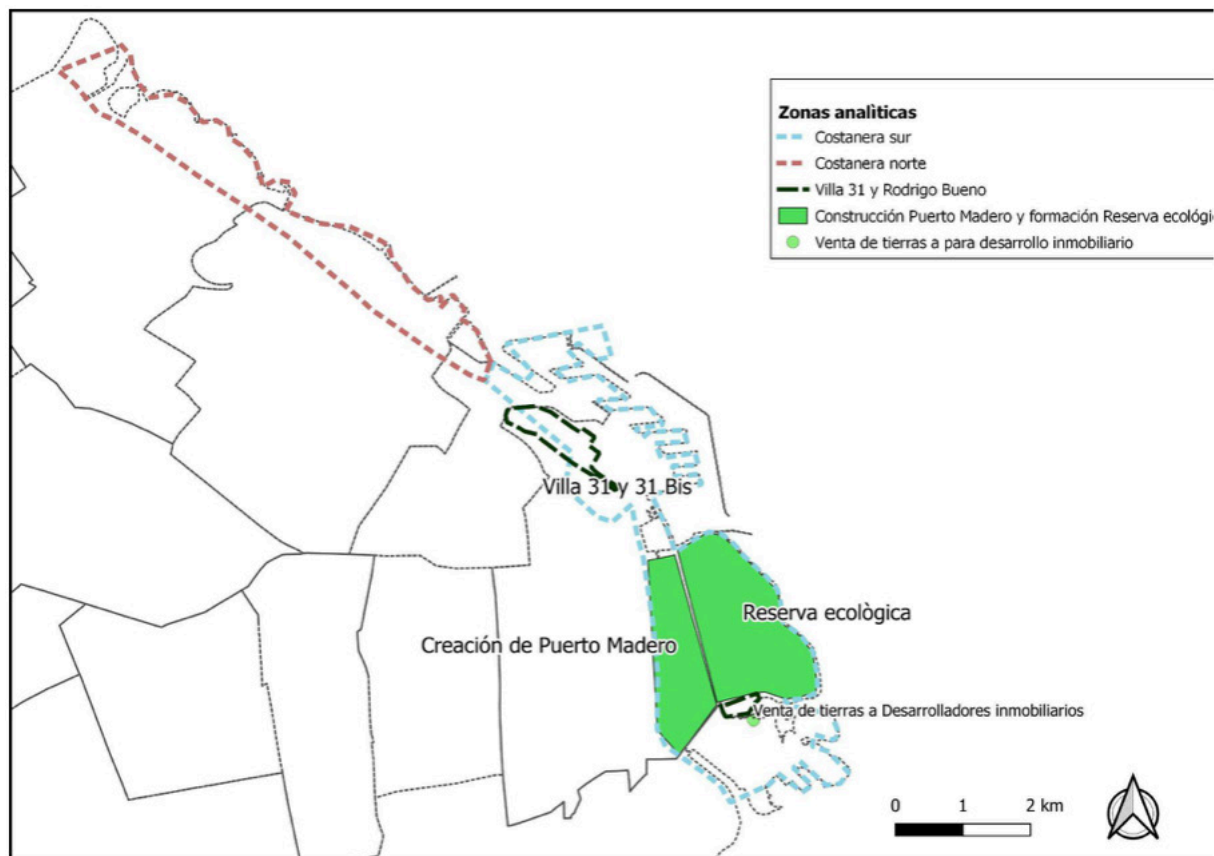 Zonas analìticas
Costanera sur
Costanera norte
Villa 31 y Rodrigo Bueno
Construcción Puerto Madero y formación Reserva ecológi
Venta de tierras a para desarrollo inmobiliario
Villa 31 y 31 Bis
Reserva ecològica
Creación de Puerto Madero
Venta de tierras a Desarrolladores inmobiliarios
0 1 2 km